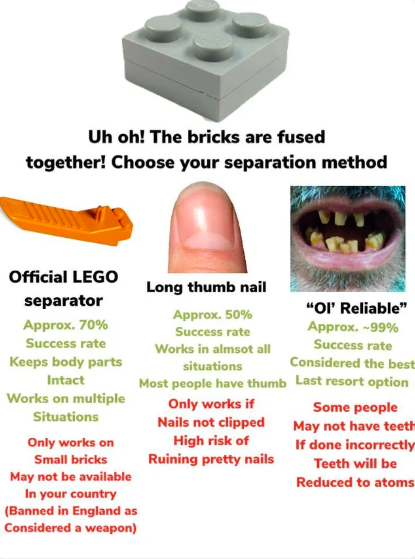 Uh oh! The bricks are fused
together! Choose your separation method
Official LEGO
separator
Approx. 70%
Success rate
Keeps body parts
Intact
Works on multiple
Situations
Only works on
Small bricks
May not be available
In your country
(Banned in England as
Considered a weapon)
Long thumb nail
Approx. 50%
Success rate
Works in almsot all
situations
Most people have thumb
Only works if
Nails not clipped
High risk of
Ruining pretty nails
“Ol’ Reliable”
Approx. ~99%
Success rate
Considered the best
Last resort option
Some people
May not have teeth
If done incorrectly
Teeth will be
Reduced to atoms